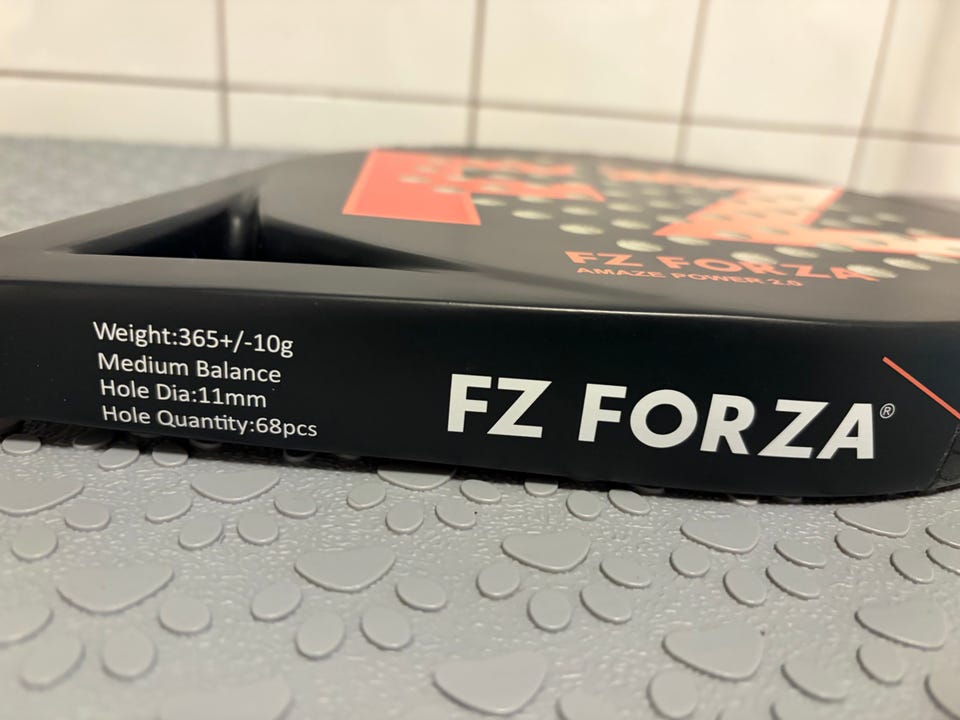 FZ FORZA
AMAZE POWER 2.0
Weight:365+/-10g
Medium Balance
Hole Dia:11mm
Hole Quantity:68pcs
FZ FORZA®